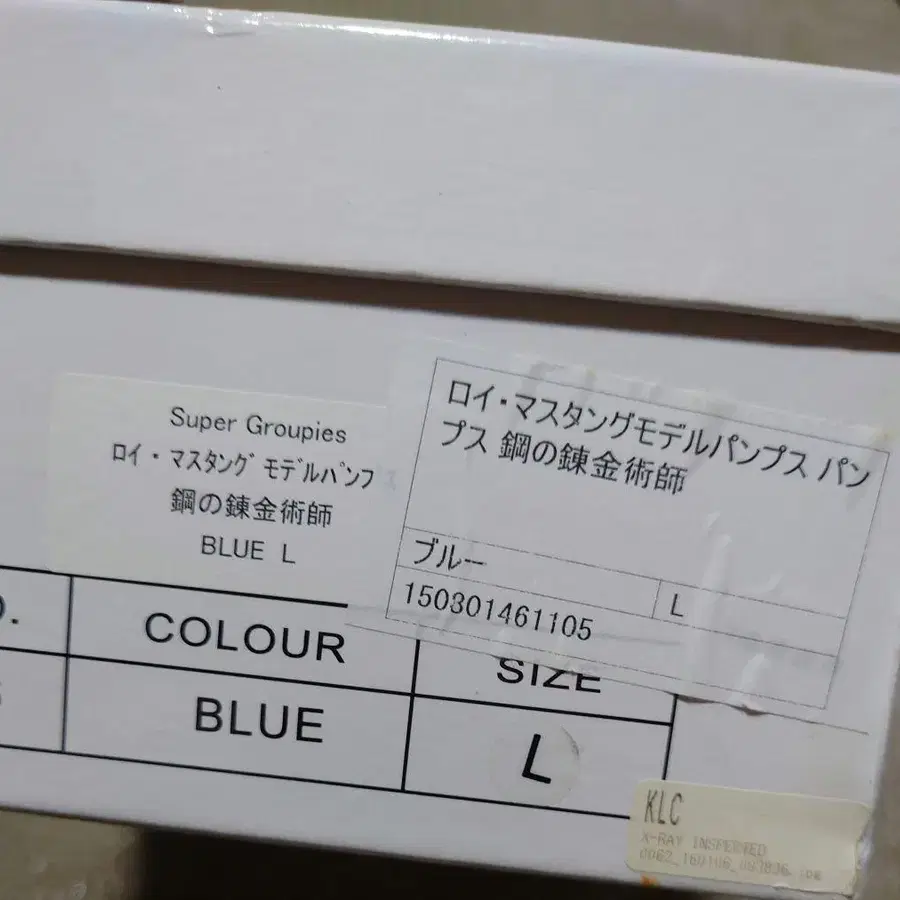 Super Groupies
ロイ・マスタングモデルパンプ
鋼の錬金術師
BLUE L
ロイ・マスタングモデルパンプス パン
プス 鋼の錬金術師
ブルー
L
150301461105
COLOUR
SIZE
BLUE
L
KLC
X-RAY INSPECTED